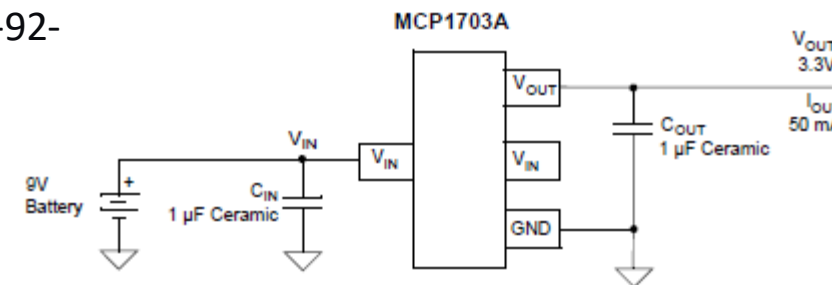 -92-
MCP1703A
VOUT
3.3V
IOUT
50 mA
VOUT
COUT
1 µF Ceramic
VIN
VIN
VIN
9V
Battery
+
CIN
1 µF Ceramic
GND